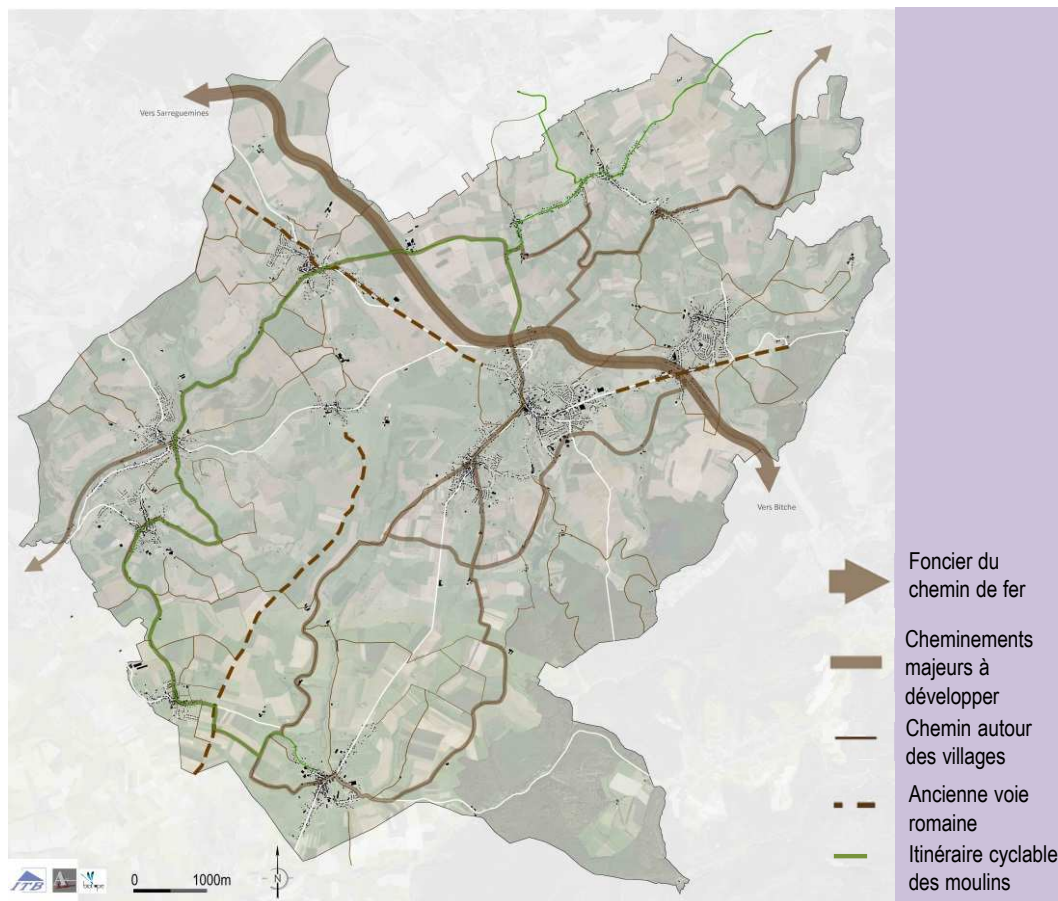 Vers Sarreguemines
Vers Bitche
Foncier du
chemin de fer
Cheminements
majeurs à
développer
Chemin autour
des villages
Ancienne voie
romaine
Itinéraire cyclable
des moulins
ITB
A
biotope
0 1000m
N